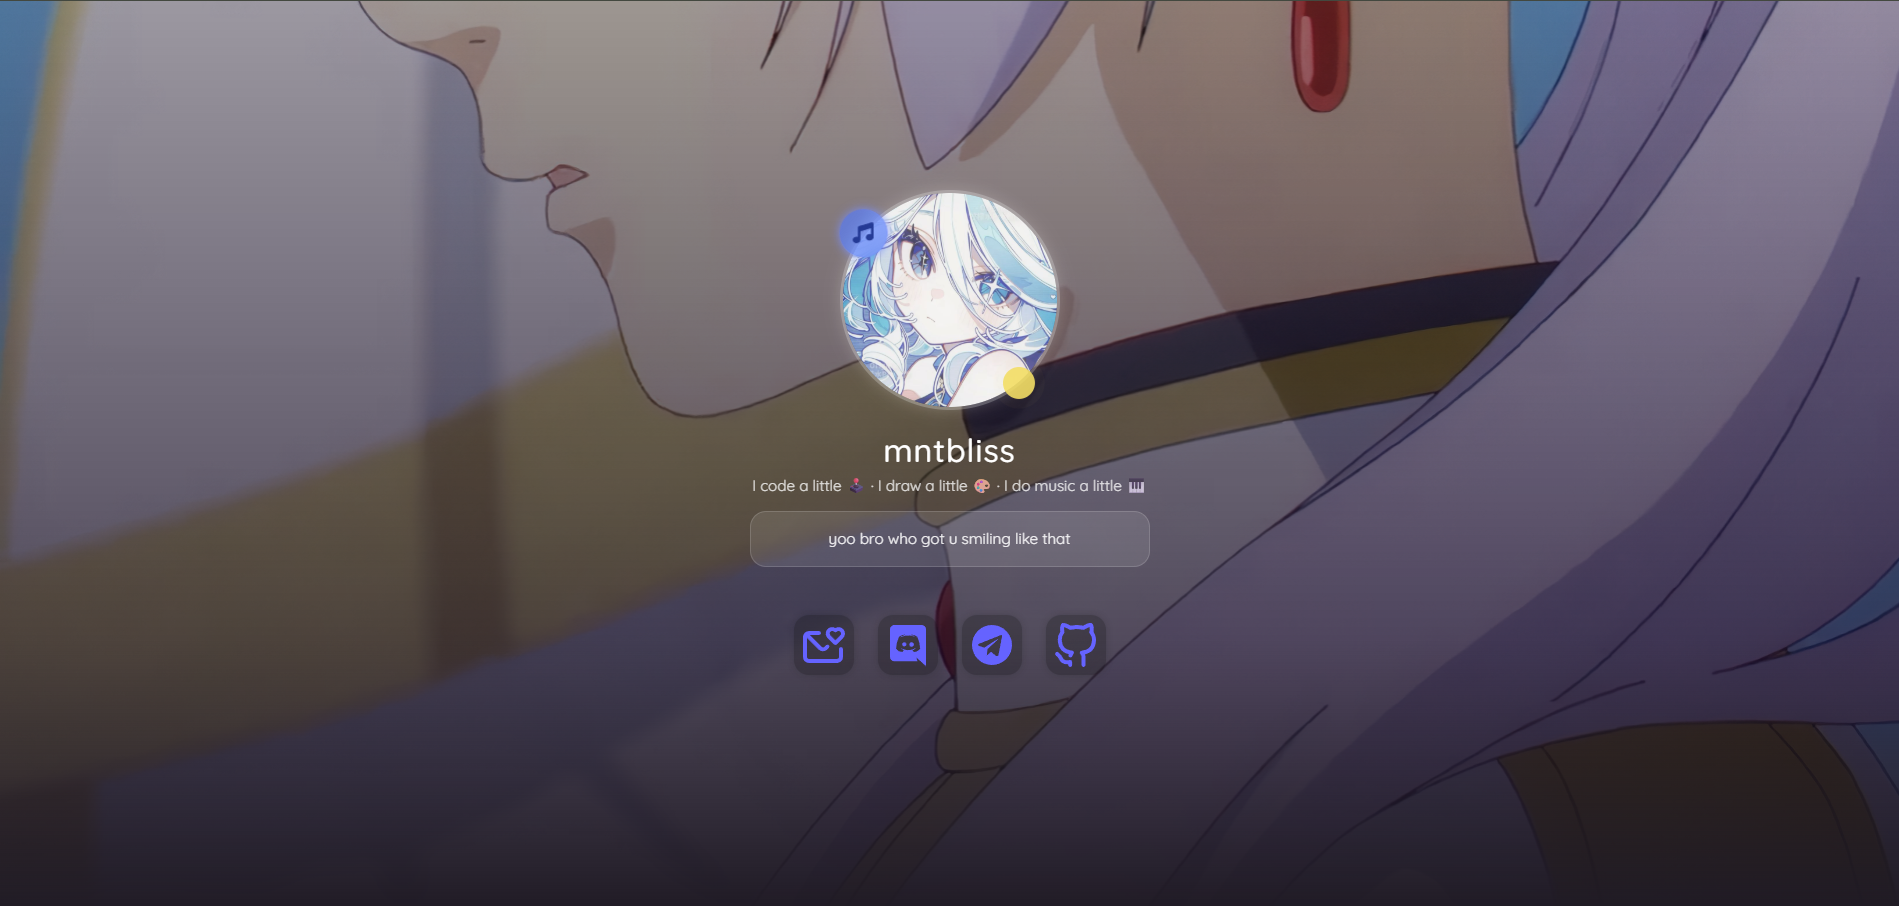 mntbliss
I code a little 🕹️ · I draw a little 🎨 · I do music a little 🎹
yoo bro who got u smiling like that